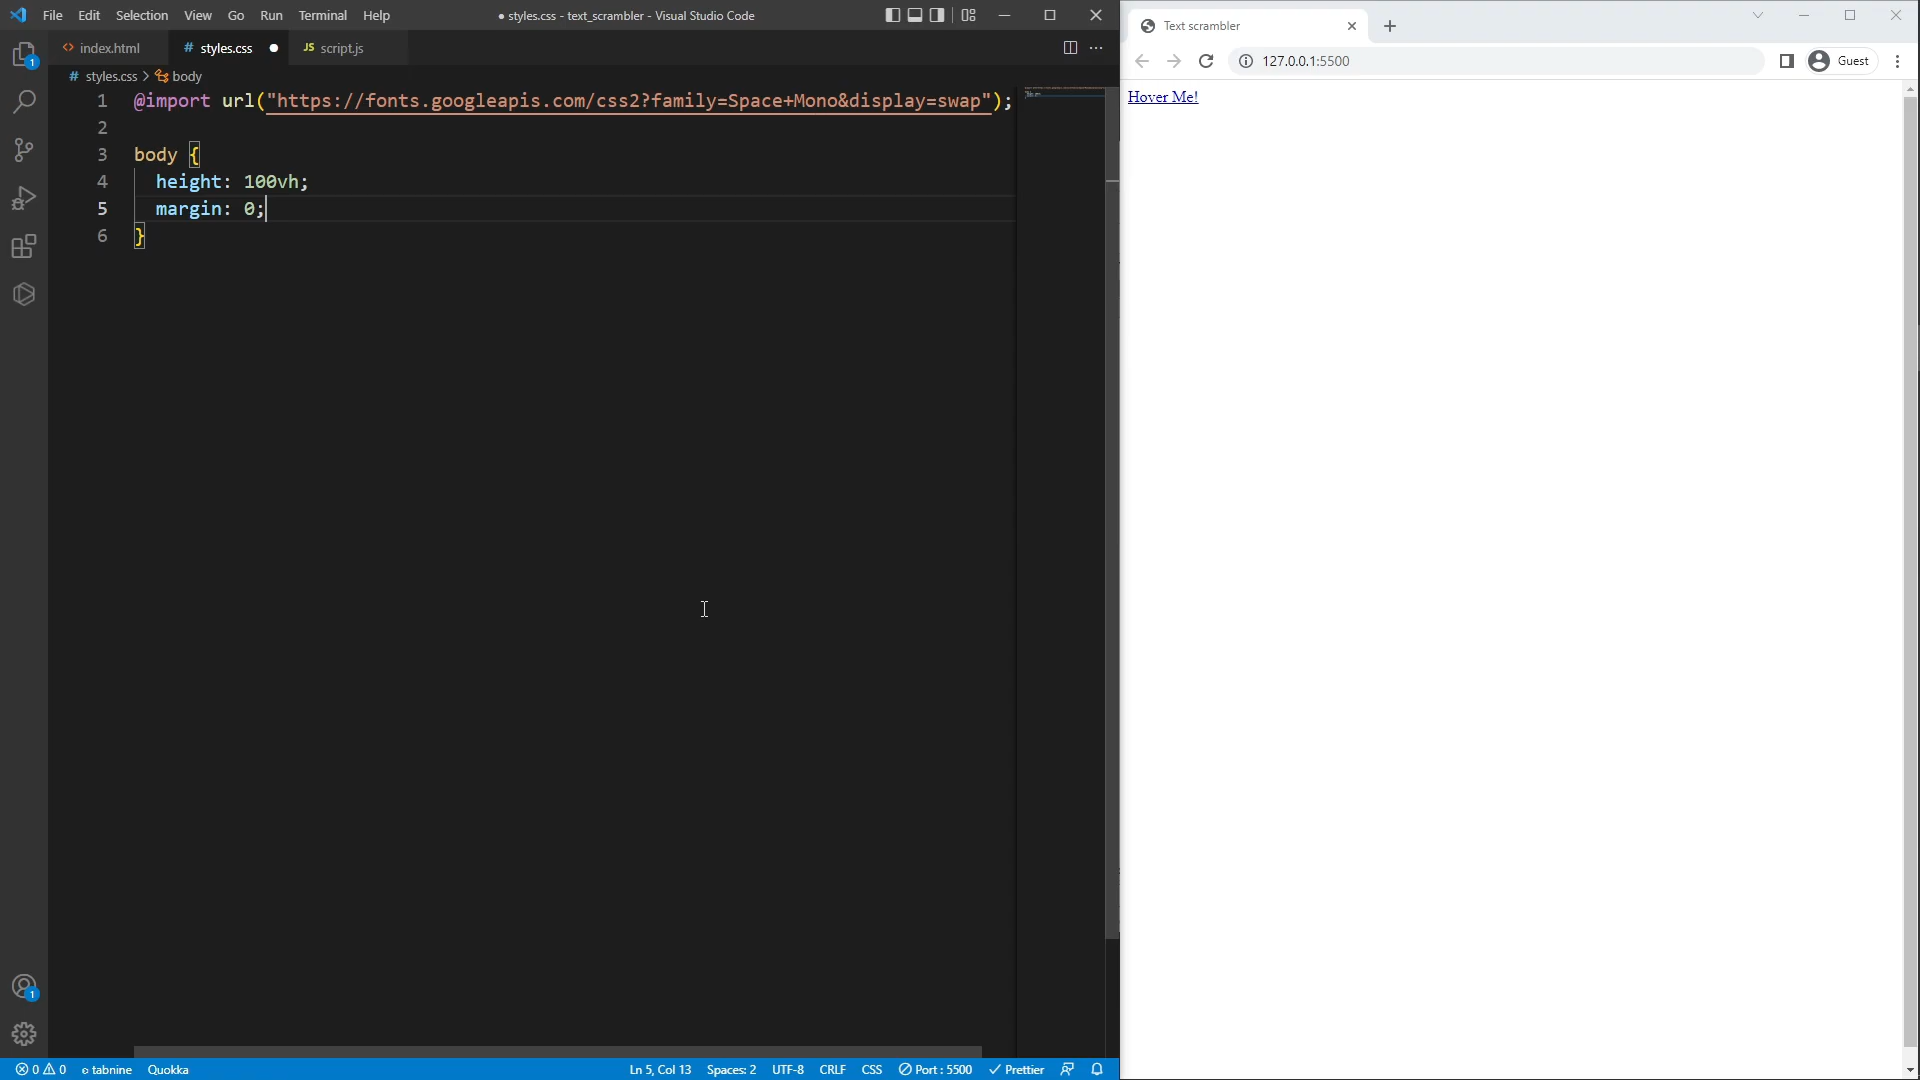 File Edit Selection View Go Run Terminal Help
● styles.css - text_scrambler - Visual Studio Code
<> index.html
# styles.css ●
JS script.js
# styles.css > body
1 @import url("https://fonts.googleapis.com/css2?family=Space+Mono&display=swap");
2
3 body {
4 height: 100vh;
5 margin: 0;
6 }
1
1
0 0 tabnine Quokka
Ln 5, Col 13 Spaces: 2 UTF-8 CRLF CSS Port : 5500 Prettier
Text scrambler
127.0.0.1:5500
Guest
Hover Me!